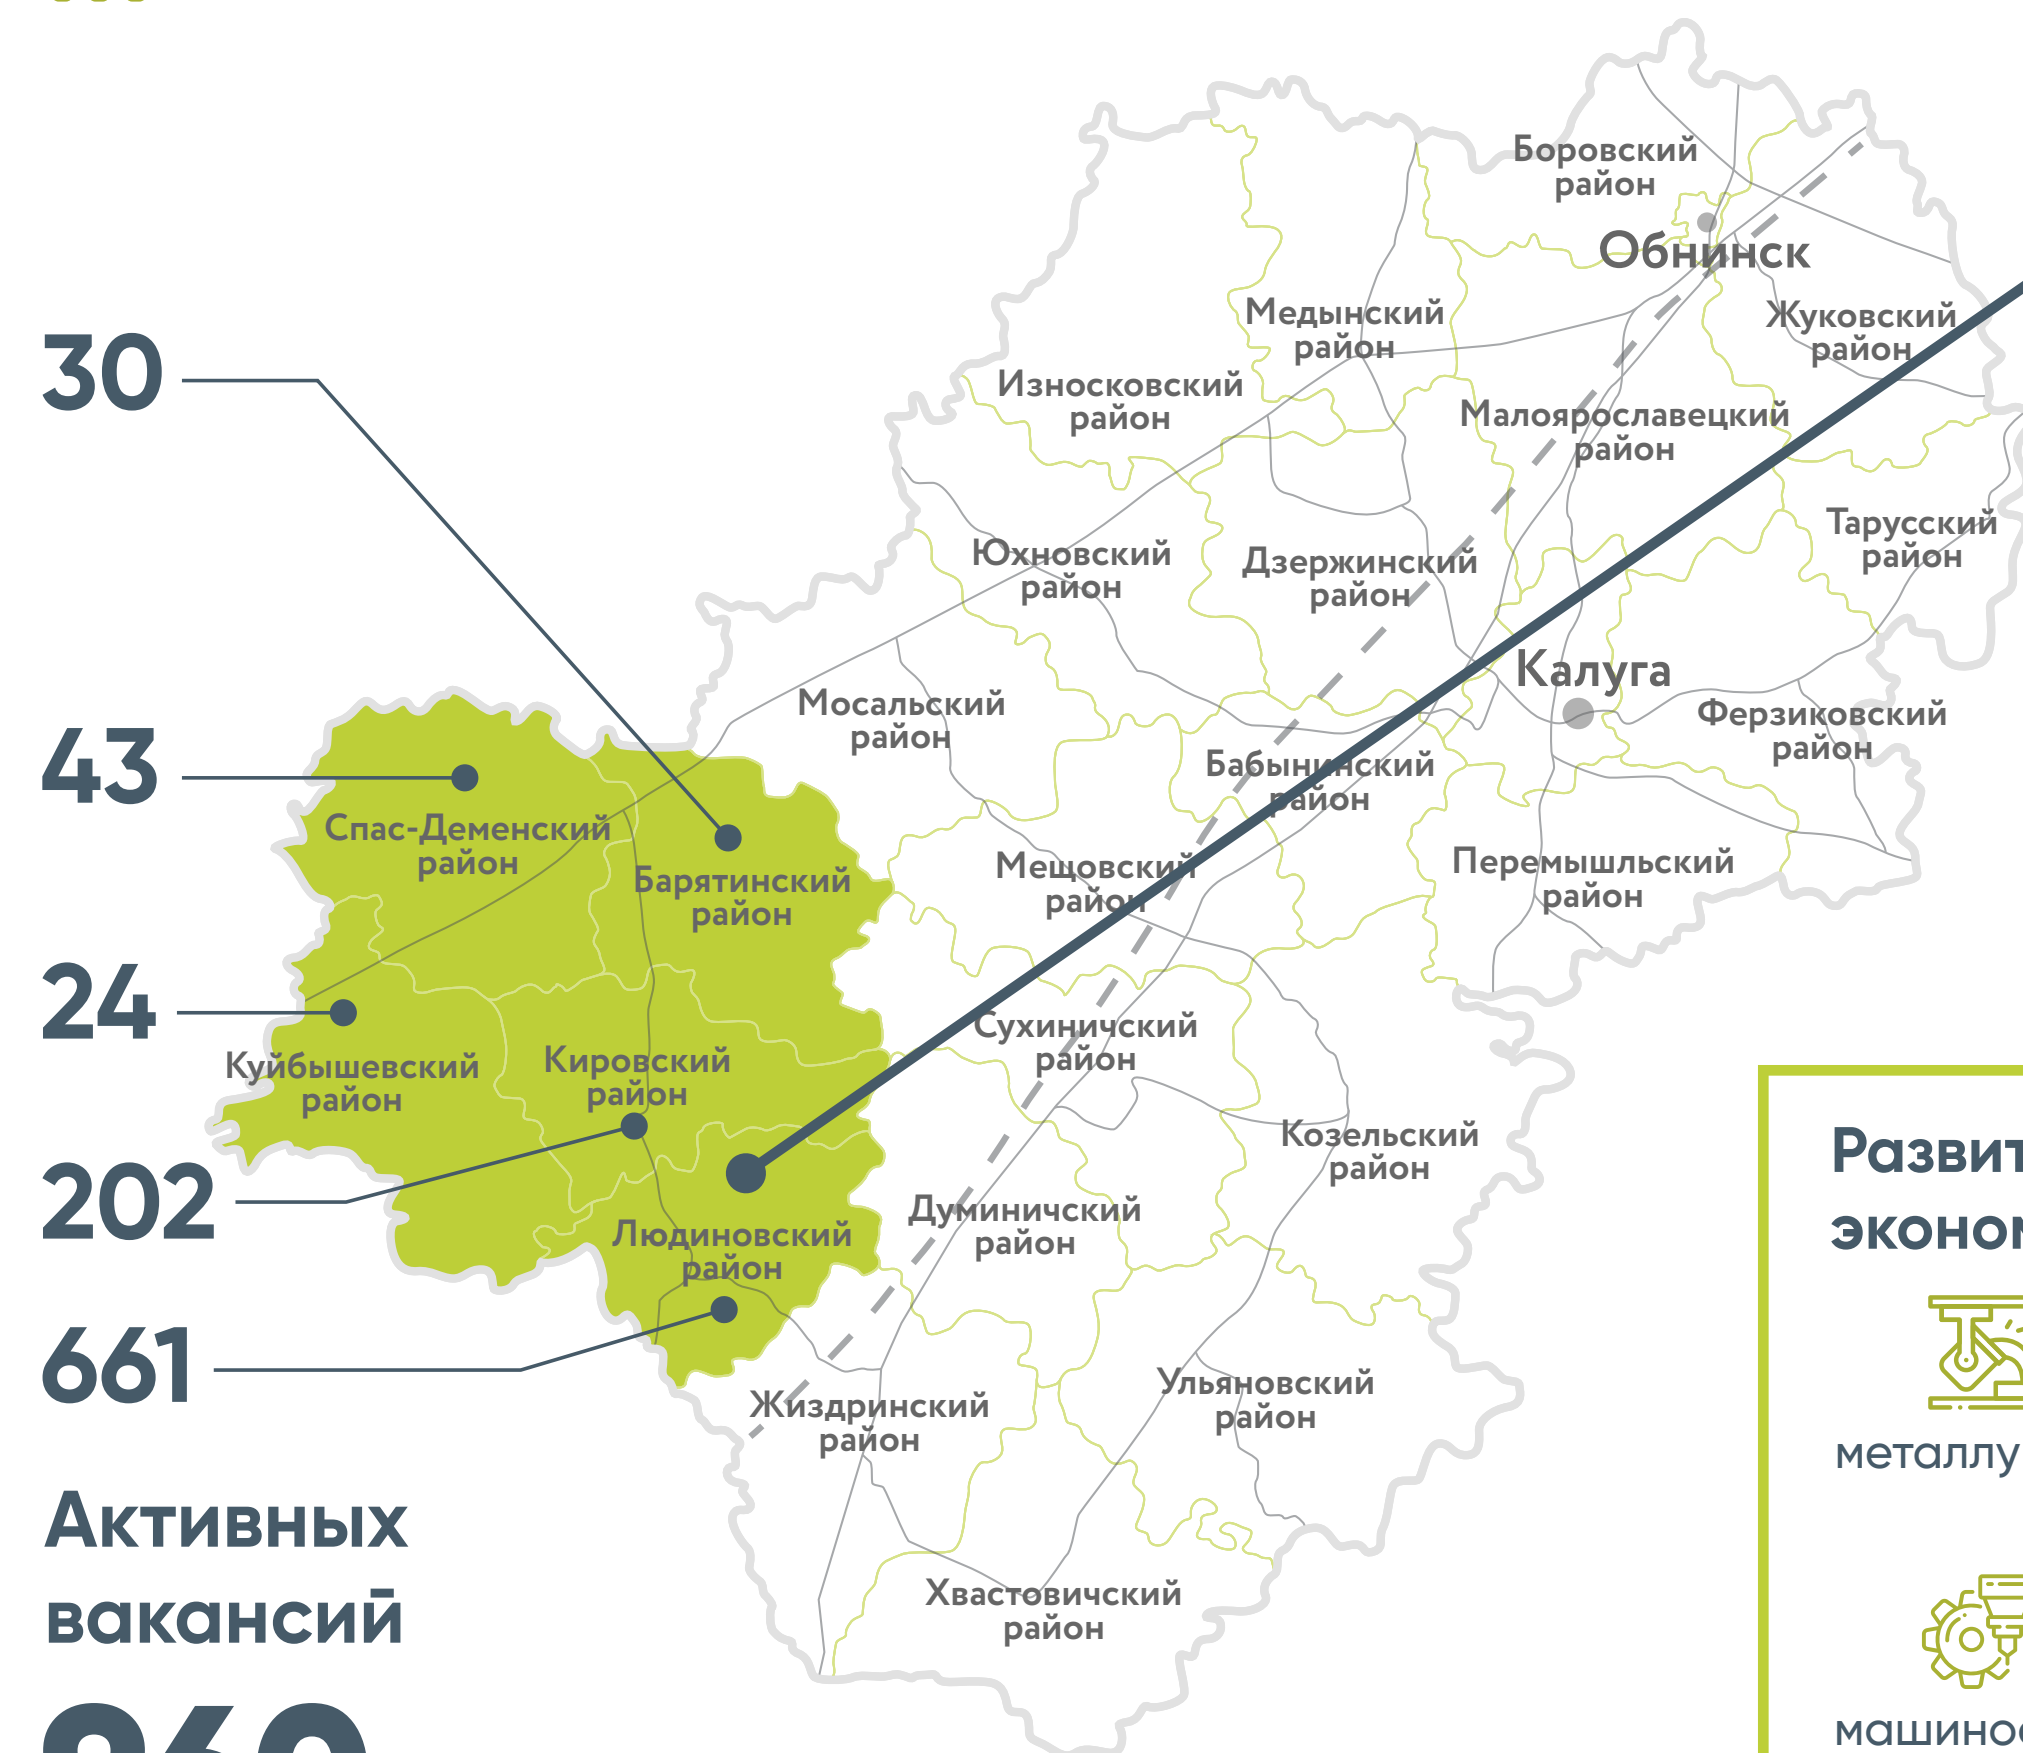 Боровский
район
Обнинск
30
Медынский
район
Жуковский
район
Износковский
район
Малоярославецкий
район
Тарусский
район
Юхновский
район
Дзержинский
район
Калуга
43
Мосальский
район
Ферзиковский
район
Бабынинский
район
Спас-Деменский
район
Барятинский
район
Мещовский
район
Перемышльский
район
24
Куйбышевский
район
Кировский
район
Сухиничский
район
Козельский
район
202
Людиновский
район
Думиничский
район
661
Жиздринский
район
Ульяновский
район
Активных
вакансий
Хвастовичский
район
960
Развит
эконом
металлу
машинос